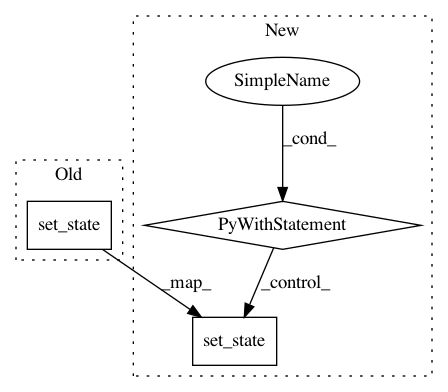 New
SimpleName
_cond_
Old
set_state
PyWithStatement
_map_
_control_
set_state